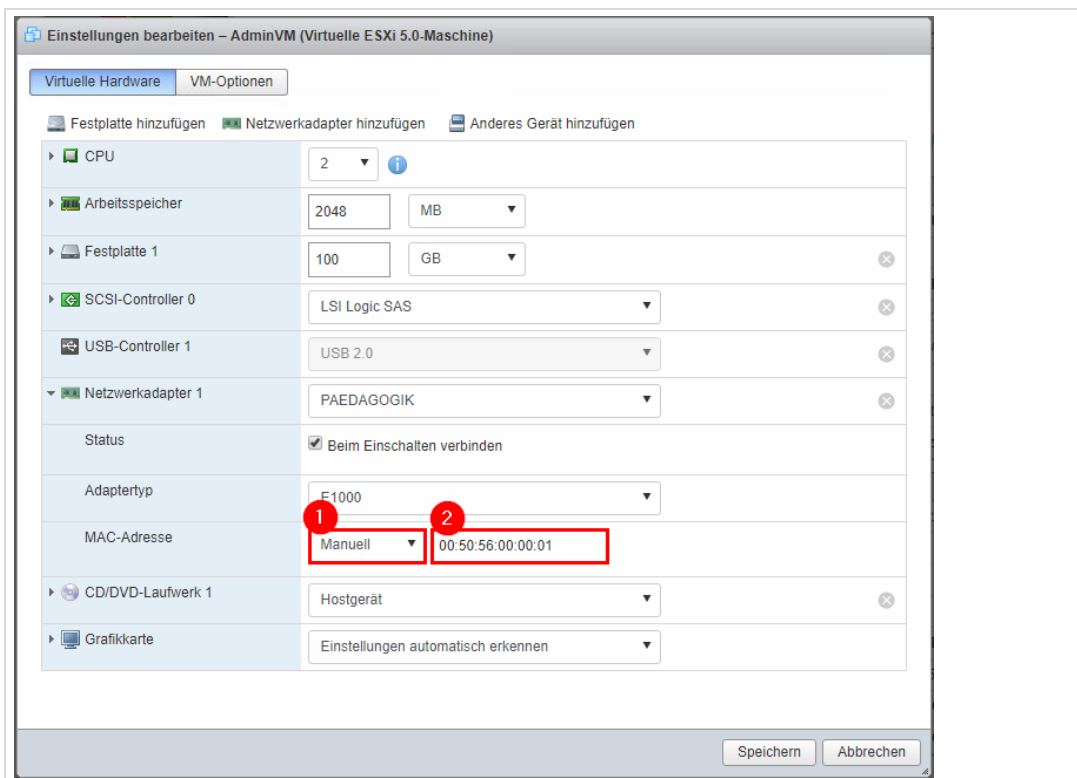 Einstellungen bearbeiten – AdminVM (Virtuelle ESXi 5.0-Maschine)
Virtuelle Hardware VM-Optionen
Festplatte hinzufügen Netzwerkadapter hinzufügen Anderes Gerät hinzufügen
CPU 2
Arbeitsspeicher 2048 MB
Festplatte 1 100 GB
SCSI-Controller 0 LSI Logic SAS
USB-Controller 1 USB 2.0
Netzwerkadapter 1 PAEDAGOGIK
Status Beim Einschalten verbinden
Adaptertyp E1000
1 2
MAC-Adresse Manuell 00:50:56:00:00:01
CD/DVD-Laufwerk 1 Hostgerät
Grafikkarte Einstellungen automatisch erkennen
Speichern Abbrechen